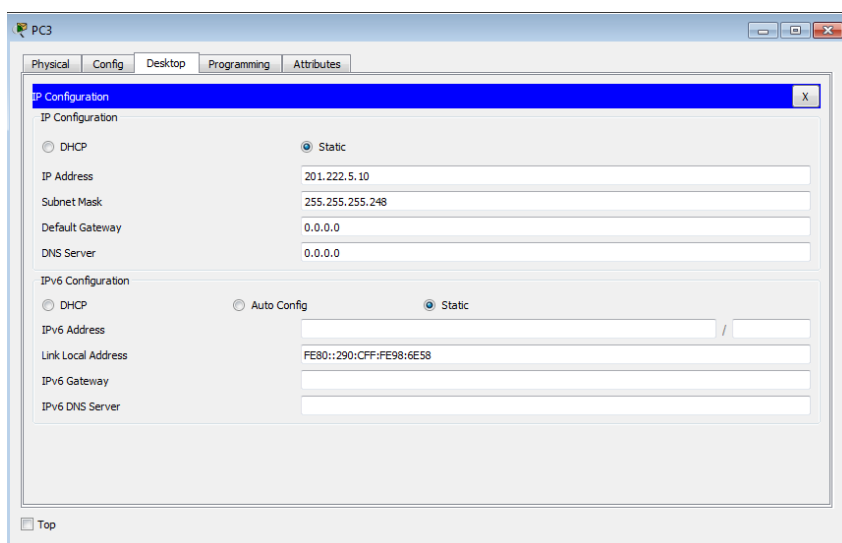 PC3
Physical Config Desktop Programming Attributes
IP Configuration X
IP Configuration
DHCP Static
IP Address 201.222.5.10
Subnet Mask 255.255.255.248
Default Gateway 0.0.0.0
DNS Server 0.0.0.0
IPv6 Configuration
DHCP Auto Config Static
IPv6 Address /
Link Local Address FE80::290:CFF:FE98:6E58
IPv6 Gateway
IPv6 DNS Server
Top